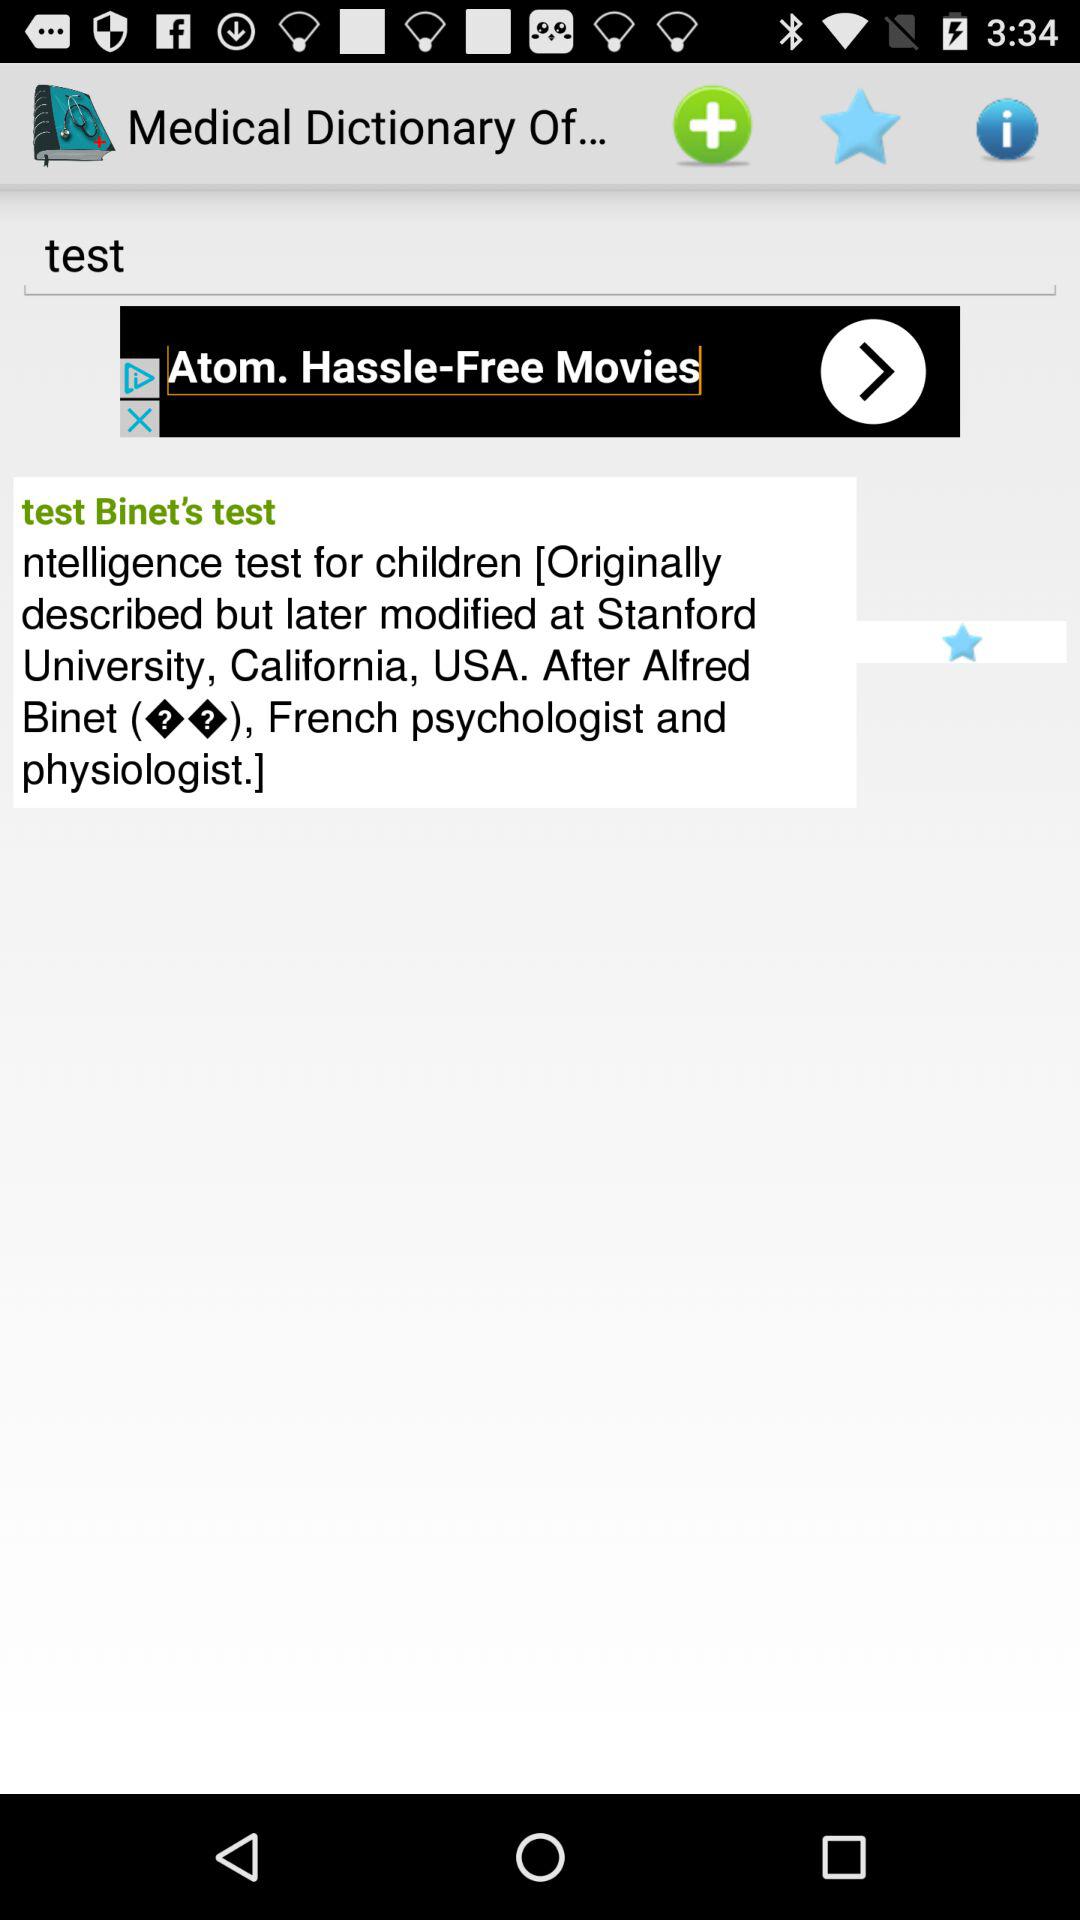 3:34
Medical Dictionary Of...
test
Atom. Hassle-Free Movies
test Binet’s test
ntelligence test for children [Originally
described but later modified at Stanford
University, California, USA. After Alfred
Binet (��), French psychologist and
physiologist.]